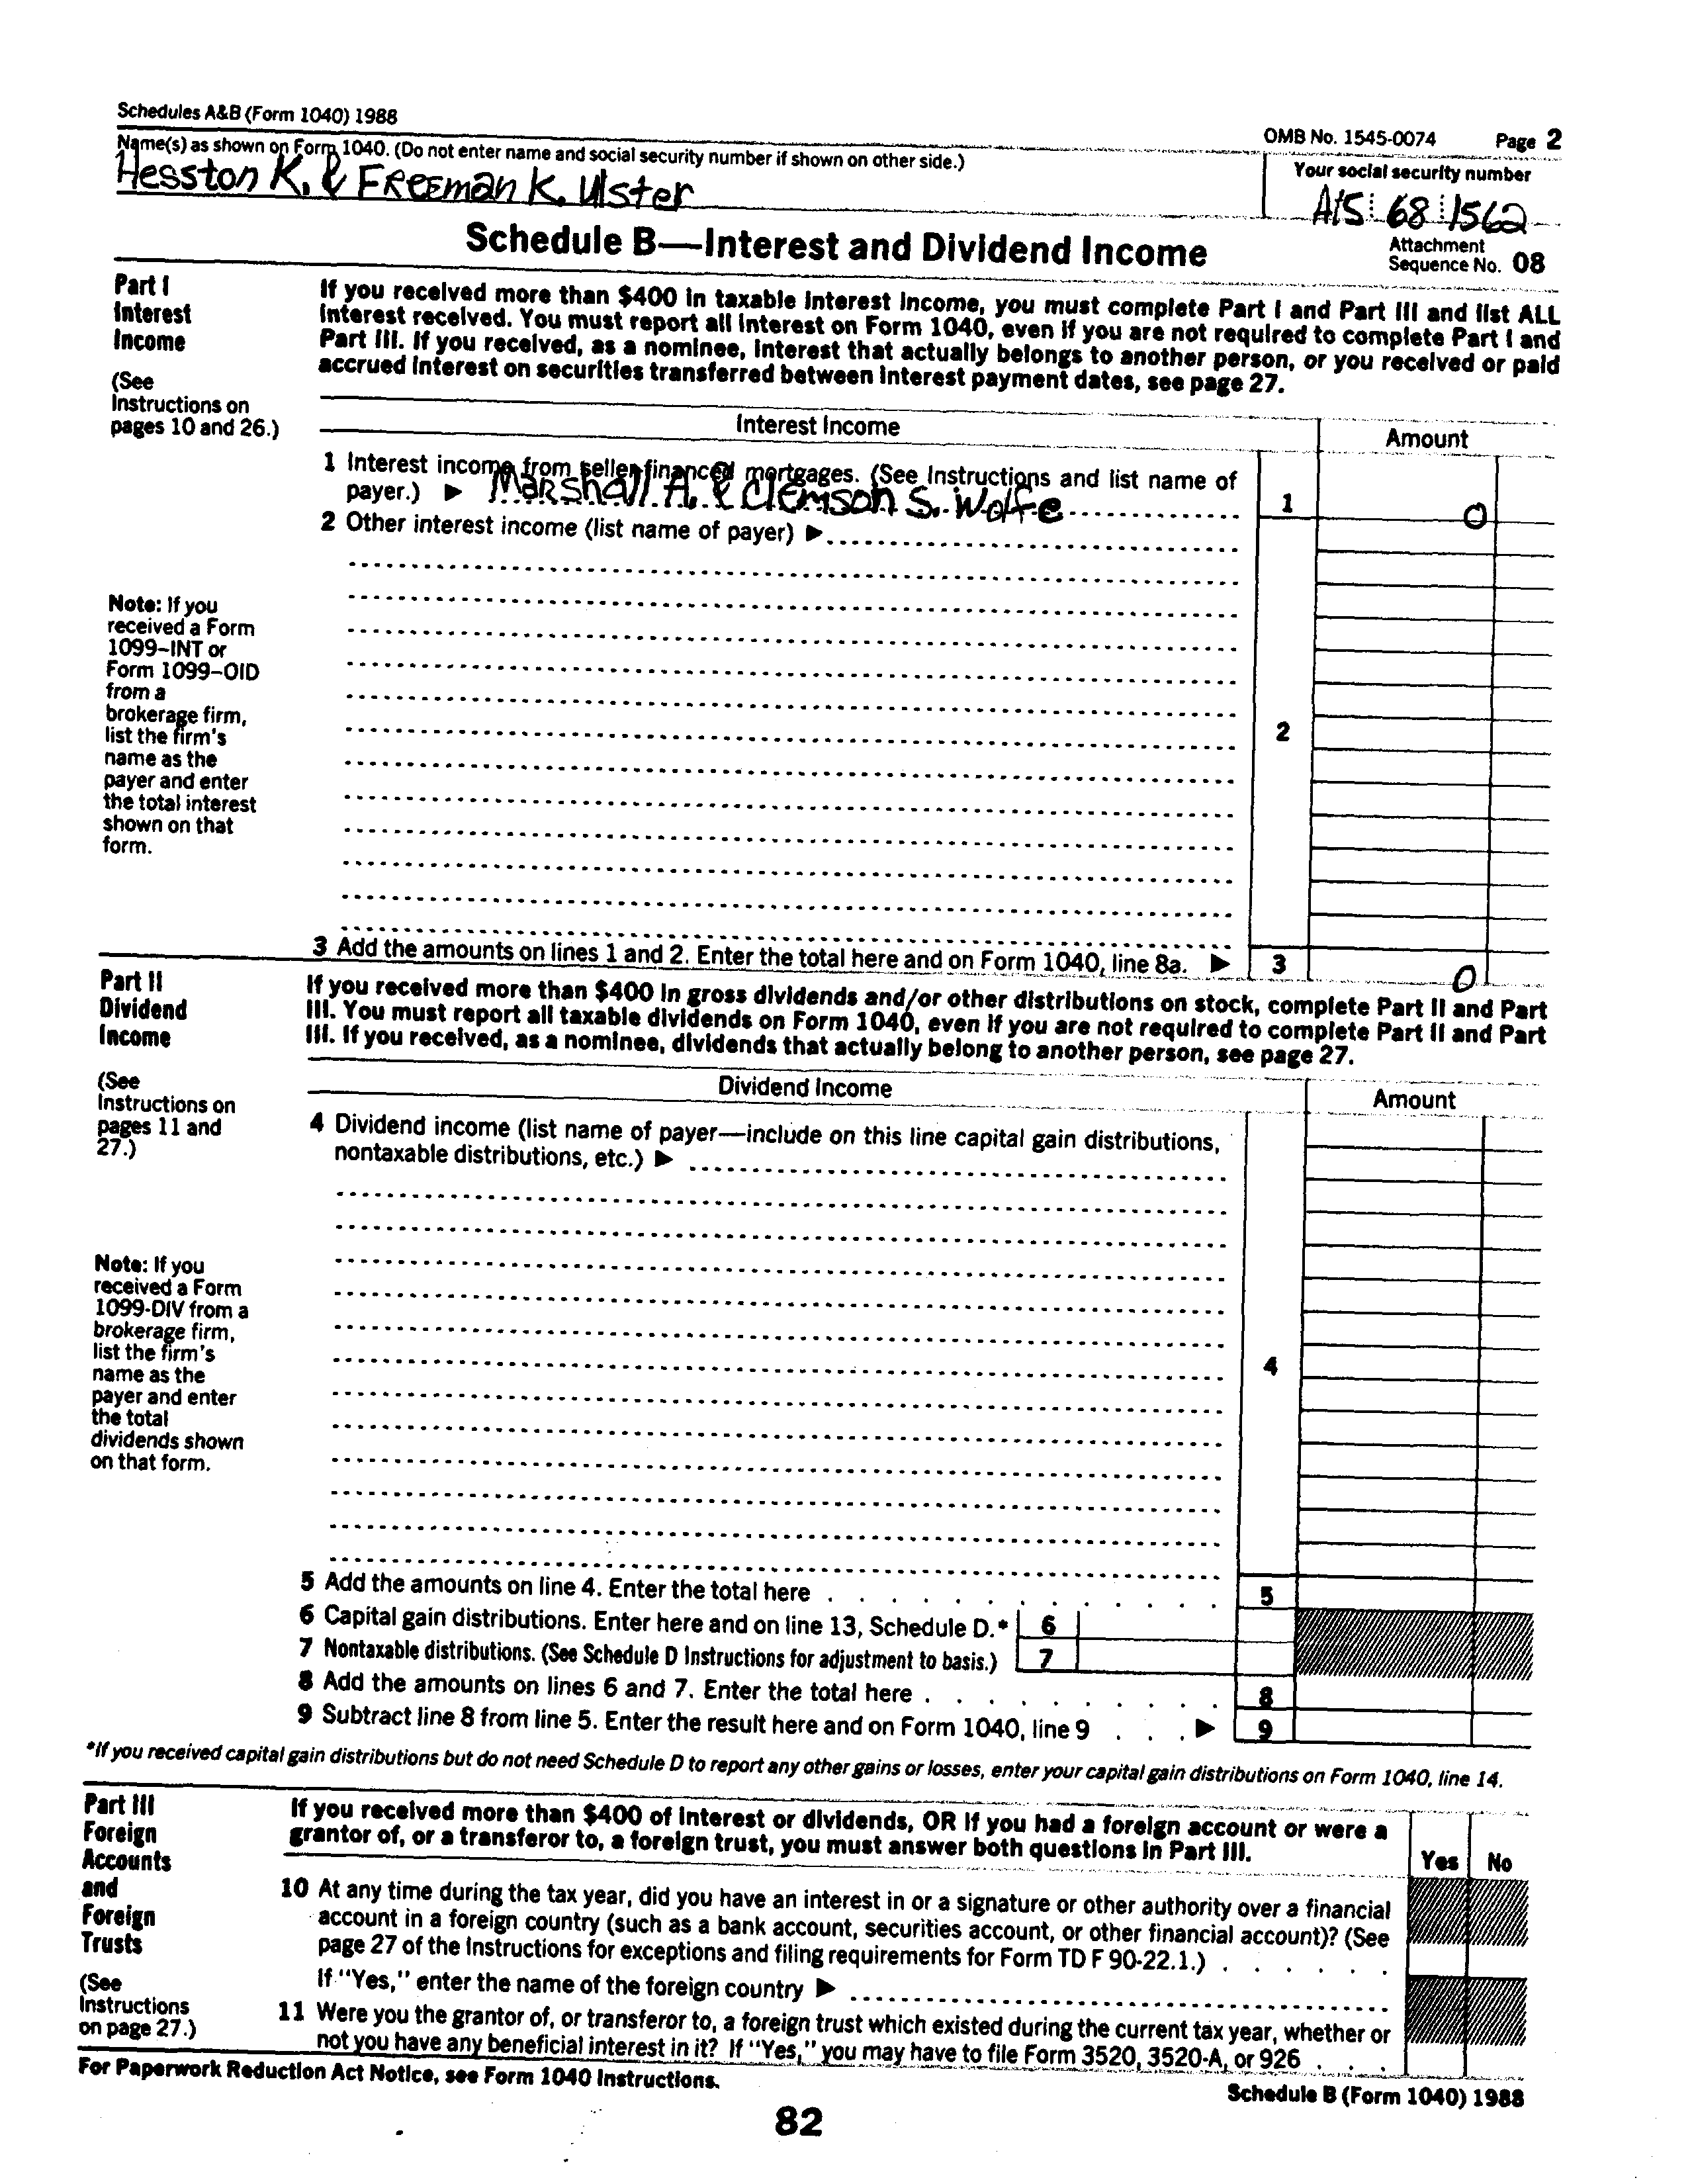 Schedules A&B (Form 1040) 1988
OMB No. 1545-0074 Page 2
Name(s) as shown on Form 1040. (Do not enter name and social security number if shown on other side.)
Your social security number
Hesston K. & Freeman K. Ulster
68 1562
Schedule B—Interest and Dividend Income
Attachment
Sequence No. 08
Part I
Interest
Income
(See
Instructions on
pages 10 and 26.)
If you received more than $400 in taxable interest income, you must complete Part I and Part III and list ALL
interest received. You must report all interest on Form 1040, even if you are not required to complete Part I and
Part III. If you received, as a nominee, interest that actually belongs to another person, or you received or paid
accrued interest on securities transferred between interest payment dates, see page 27.
Interest Income
Amount
1 Interest income from seller-financed mortgages. (See Instructions and list name of
payer.) ▶ Marshall A. & Clemson S. Wolfe
1 0
2 Other interest income (list name of payer) ▶
Note: If you
received a Form
1099–INT or
Form 1099–OID
from a
brokerage firm,
list the firm's
name as the
payer and enter
the total interest
shown on that
form.
2
3 Add the amounts on lines 1 and 2. Enter the total here and on Form 1040, line 8a. ▶ 3 0
Part II
Dividend
Income
(See
Instructions on
pages 11 and
27.)
If you received more than $400 in gross dividends and/or other distributions on stock, complete Part II and Part
III. You must report all taxable dividends on Form 1040, even if you are not required to complete Part II and Part
III. If you received, as a nominee, dividends that actually belong to another person, see page 27.
Dividend Income
Amount
4 Dividend income (list name of payer—include on this line capital gain distributions,
nontaxable distributions, etc.) ▶
Note: If you
received a Form
1099-DIV from a
brokerage firm,
list the firm's
name as the
payer and enter
the total
dividends shown
on that form.
4
5 Add the amounts on line 4. Enter the total here . . . . . . . . . . . . 5
6 Capital gain distributions. Enter here and on line 13, Schedule D.* 6
7 Nontaxable distributions. (See Schedule D Instructions for adjustment to basis.) 7
8 Add the amounts on lines 6 and 7. Enter the total here . . . . . . . . . . 8
9 Subtract line 8 from line 5. Enter the result here and on Form 1040, line 9 . . . ▶ 9
*If you received capital gain distributions but do not need Schedule D to report any other gains or losses, enter your capital gain distributions on Form 1040, line 14.
Part III
Foreign
Accounts
and
Foreign
Trusts
(See
Instructions
on page 27.)
If you received more than $400 of interest or dividends, OR if you had a foreign account or were a
grantor of, or a transferor to, a foreign trust, you must answer both questions in Part III.
Yes No
10 At any time during the tax year, did you have an interest in or a signature or other authority over a financial
account in a foreign country (such as a bank account, securities account, or other financial account)? (See
page 27 of the Instructions for exceptions and filing requirements for Form TD F 90-22.1.) . . . . . .
If "Yes," enter the name of the foreign country ▶
11 Were you the grantor of, or transferor to, a foreign trust which existed during the current tax year, whether or
not you have any beneficial interest in it? If "Yes," you may have to file Form 3520, 3520-A, or 926 . . .
For Paperwork Reduction Act Notice, see Form 1040 Instructions.
Schedule B (Form 1040) 1988
82